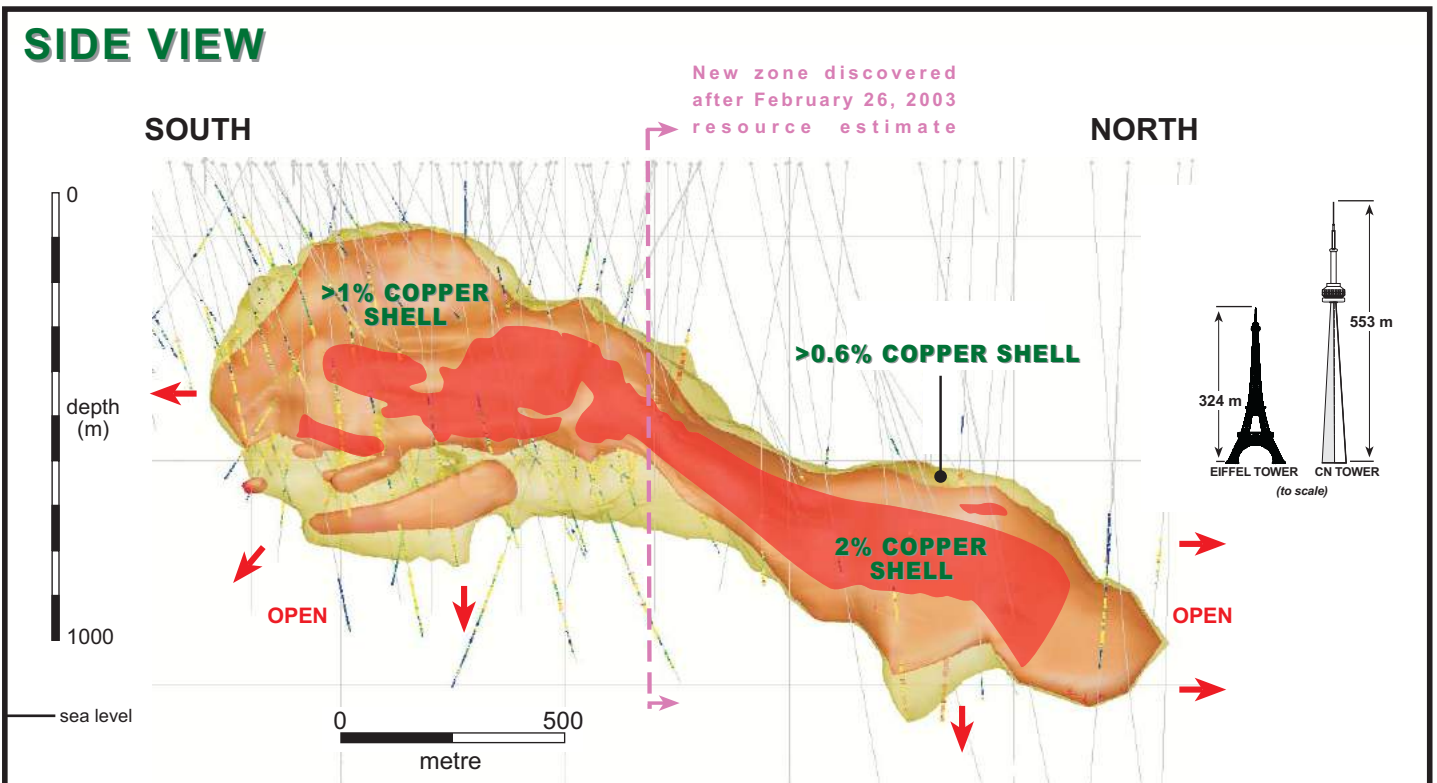 SIDE VIEW
New zone discovered
after February 26, 2003
resource estimate
SOUTH
NORTH
0
depth
(m)
1000
sea level
>1% COPPER
SHELL
>0.6% COPPER SHELL
2% COPPER
SHELL
OPEN
OPEN
0
500
metre
324 m
553 m
EIFFEL TOWER
CN TOWER
(to scale)